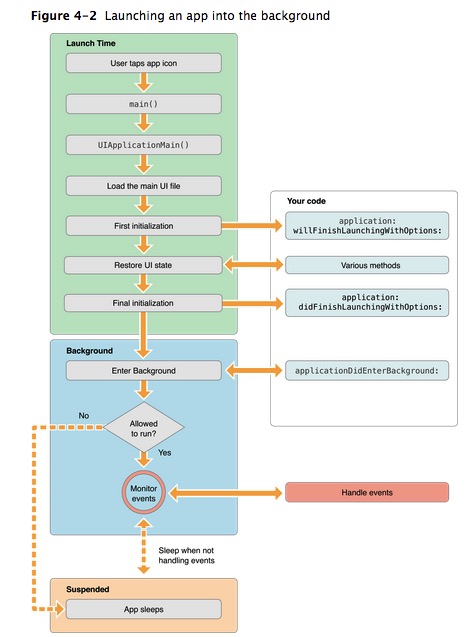 Figure 4-2 Launching an app into the background
Launch Time
User taps app icon
main()
UIApplicationMain()
Load the main UI file
First initialization
Restore UI state
Final initialization
Your code
application:
willFinishLaunchingWithOptions:
Various methods
application:
didFinishLaunchingWithOptions:
Background
Enter Background
applicationDidEnterBackground:
No
Allowed
to run?
Yes
Monitor
events
Handle events
Sleep when not
handling events
Suspended
App sleeps